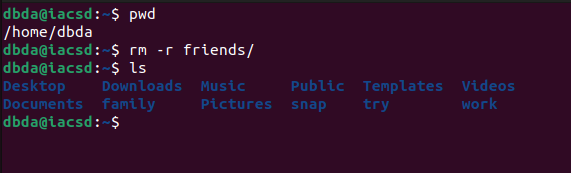 dbda@iacsd:~$ pwd
/home/dbda
dbda@iacsd:~$ rm -r friends/
dbda@iacsd:~$ ls
Desktop    Downloads  Music     Public  Templates  Videos
Documents  family     Pictures  snap    try        work
dbda@iacsd:~$